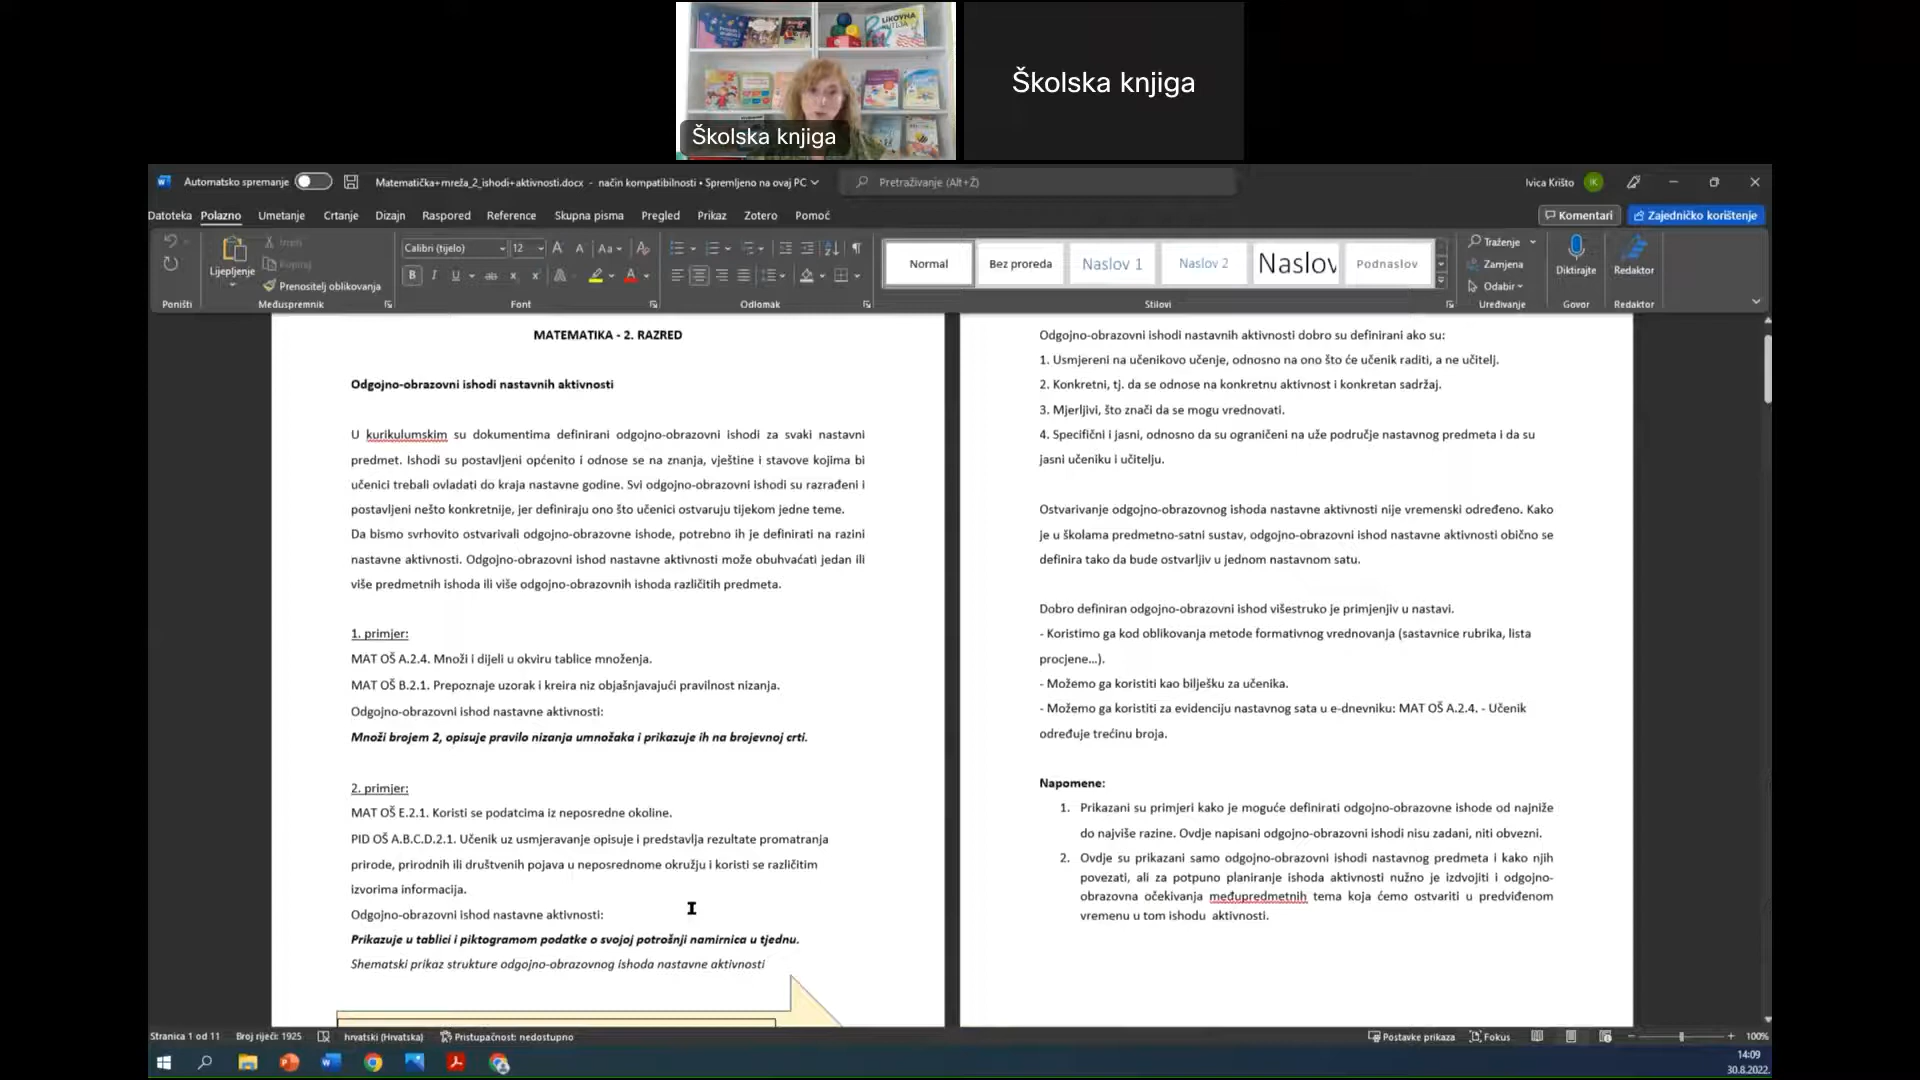 LIKOVNA
Školska knjiga
Školska knjiga
Automatsko spremanje
Matematička+mreža_2_ishodi+aktivnosti.docx - način kompatibilnosti • Spremljeno na ovaj PC
Pretraživanje (Alt+Ž)
Ivica Krišto
IK
Datoteka Polazno Umetanje Crtanje Dizajn Raspored Reference Skupna pisma Pregled Prikaz Zotero Pomoć
Komentari
Zajedničko korištenje
Poništi
Lijepljenje
Izreži
Kopiraj
Prenositelj oblikovanja
Međuspremnik
Calibri (tijelo) 12
Font
Odlomak
Normal
Bez proreda
Naslov 1
Naslov 2
Naslov
Podnaslov
Stilovi
Traženje
Zamjena
Odabir
Uređivanje
Diktirajte
Govor
Redaktor
Redaktor
MATEMATIKA - 2. RAZRED
Odgojno-obrazovni ishodi nastavnih aktivnosti
U kurikulumskim su dokumentima definirani odgojno-obrazovni ishodi za svaki nastavni
predmet. Ishodi su postavljeni općenito i odnose se na znanja, vještine i stavove kojima bi
učenici trebali ovladati do kraja nastavne godine. Svi odgojno-obrazovni ishodi su razrađeni i
postavljeni nešto konkretnije, jer definiraju ono što učenici ostvaruju tijekom jedne teme.
Da bismo svrhovito ostvarivali odgojno-obrazovne ishode, potrebno ih je definirati na razini
nastavne aktivnosti. Odgojno-obrazovni ishod nastavne aktivnosti može obuhvaćati jedan ili
više predmetnih ishoda ili više odgojno-obrazovnih ishoda različitih predmeta.
1. primjer:
MAT OŠ A.2.4. Množi i dijeli u okviru tablice množenja.
MAT OŠ B.2.1. Prepoznaje uzorak i kreira niz objašnjavajući pravilnost nizanja.
Odgojno-obrazovni ishod nastavne aktivnosti:
Množi brojem 2, opisuje pravilo nizanja umnožaka i prikazuje ih na brojevnoj crti.
2. primjer:
MAT OŠ E.2.1. Koristi se podatcima iz neposredne okoline.
PID OŠ A.B.C.D.2.1. Učenik uz usmjeravanje opisuje i predstavlja rezultate promatranja
prirode, prirodnih ili društvenih pojava u neposrednome okružju i koristi se različitim
izvorima informacija.
Odgojno-obrazovni ishod nastavne aktivnosti:
Prikazuje u tablici i piktogramom podatke o svojoj potrošnji namirnica u tjednu.
Shematski prikaz strukture odgojno-obrazovnog ishoda nastavne aktivnosti
Odgojno-obrazovni ishodi nastavnih aktivnosti dobro su definirani ako su:
1. Usmjereni na učenikovo učenje, odnosno na ono što će učenik raditi, a ne učitelj.
2. Konkretni, tj. da se odnose na konkretnu aktivnost i konkretan sadržaj.
3. Mjerljivi, što znači da se mogu vrednovati.
4. Specifični i jasni, odnosno da su ograničeni na uže područje nastavnog predmeta i da su
jasni učeniku i učitelju.
Ostvarivanje odgojno-obrazovnog ishoda nastavne aktivnosti nije vremenski određeno. Kako
je u školama predmetno-satni sustav, odgojno-obrazovni ishod nastavne aktivnosti obično se
definira tako da bude ostvarljiv u jednom nastavnom satu.
Dobro definiran odgojno-obrazovni ishod višestruko je primjenjiv u nastavi.
- Koristimo ga kod oblikovanja metode formativnog vrednovanja (sastavnice rubrika, lista
procjene...).
- Možemo ga koristiti kao bilješku za učenika.
- Možemo ga koristiti za evidenciju nastavnog sata u e-dnevniku: MAT OŠ A.2.4. - Učenik
određuje trećinu broja.
Napomene:
1. Prikazani su primjeri kako je moguće definirati odgojno-obrazovne ishode od najniže
do najviše razine. Ovdje napisani odgojno-obrazovni ishodi nisu zadani, niti obvezni.
2. Ovdje su prikazani samo odgojno-obrazovni ishodi nastavnog predmeta i kako njih
povezati, ali za potpuno planiranje ishoda aktivnosti nužno je izdvojiti i odgojno-
obrazovna očekivanja međupredmetnih tema koja ćemo ostvariti u predviđenom
vremenu u tom ishodu aktivnosti.
Stranica 1 od 11 Broj riječi: 1925 hrvatski (Hrvatska) Pristupačnost: nedostupno
Postavke prikaza Fokus 100%
14:09
30.8.2022.